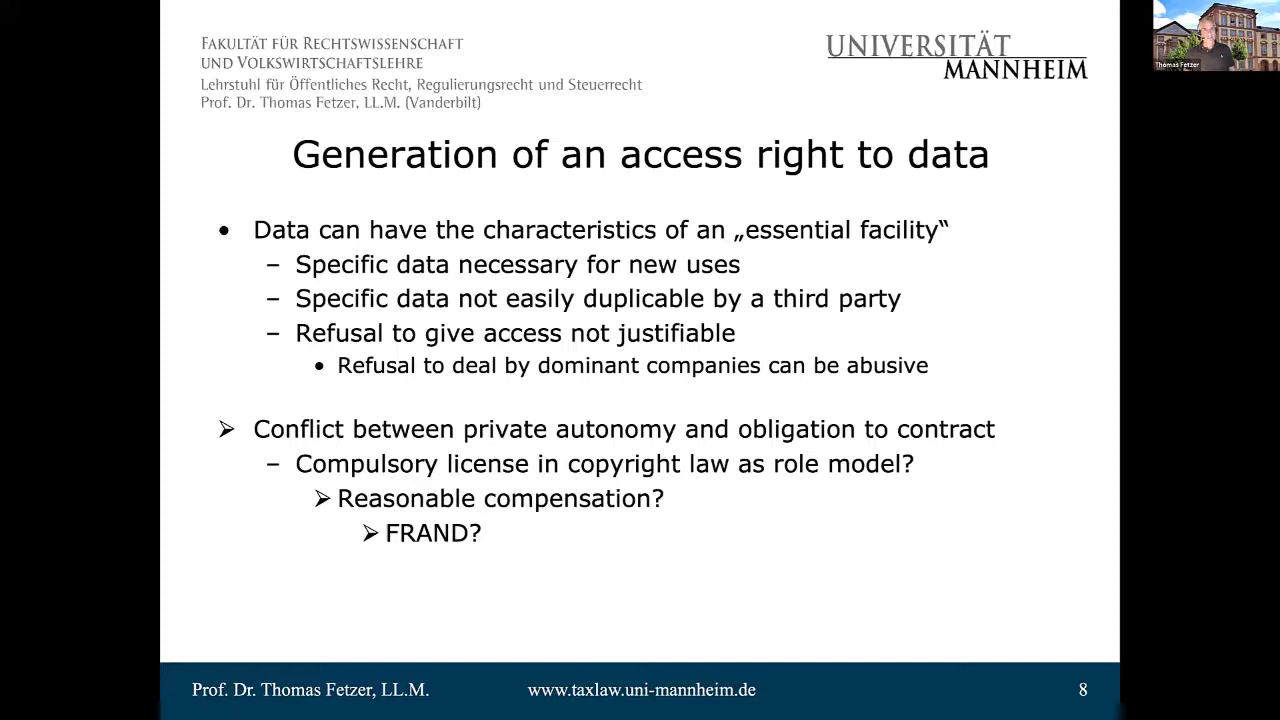 FAKULTÄT FÜR RECHTSWISSENSCHAFT
UND VOLKSWIRTSCHAFTSLEHRE
Lehrstuhl für Öffentliches Recht, Regulierungsrecht und Steuerrecht
Prof. Dr. Thomas Fetzer, LL.M. (Vanderbilt)
UNIVERSITÄT
MANNHEIM
Thomas Fetzer
Generation of an access right to data
• Data can have the characteristics of an „essential facility“
– Specific data necessary for new uses
– Specific data not easily duplicable by a third party
– Refusal to give access not justifiable
• Refusal to deal by dominant companies can be abusive
➢ Conflict between private autonomy and obligation to contract
– Compulsory license in copyright law as role model?
➢ Reasonable compensation?
➢ FRAND?
Prof. Dr. Thomas Fetzer, LL.M.
www.taxlaw.uni-mannheim.de
8